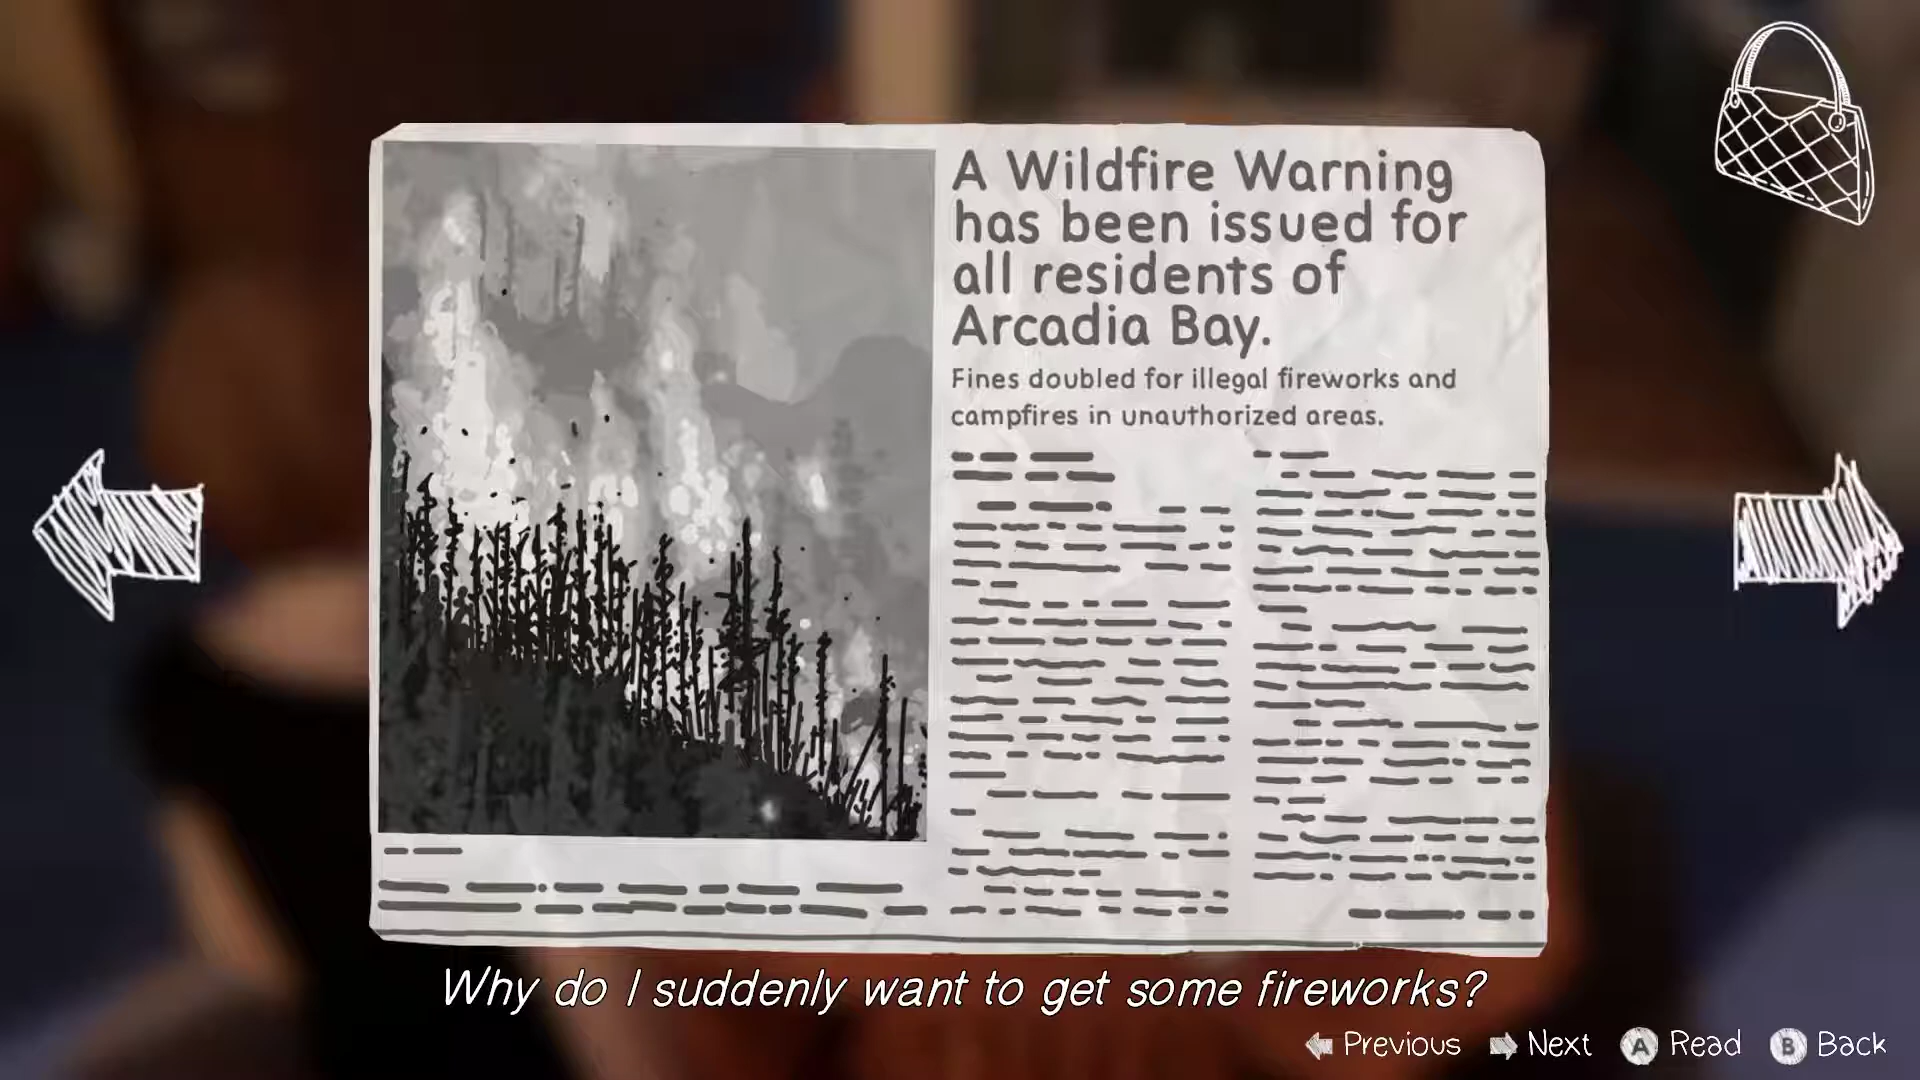 A Wildfire Warning
has been issued for
all residents of
Arcadia Bay.
Fines doubled for illegal fireworks and
campfires in unauthorized areas.
Why do I suddenly want to get some fireworks?
Previous Next A Read B Back